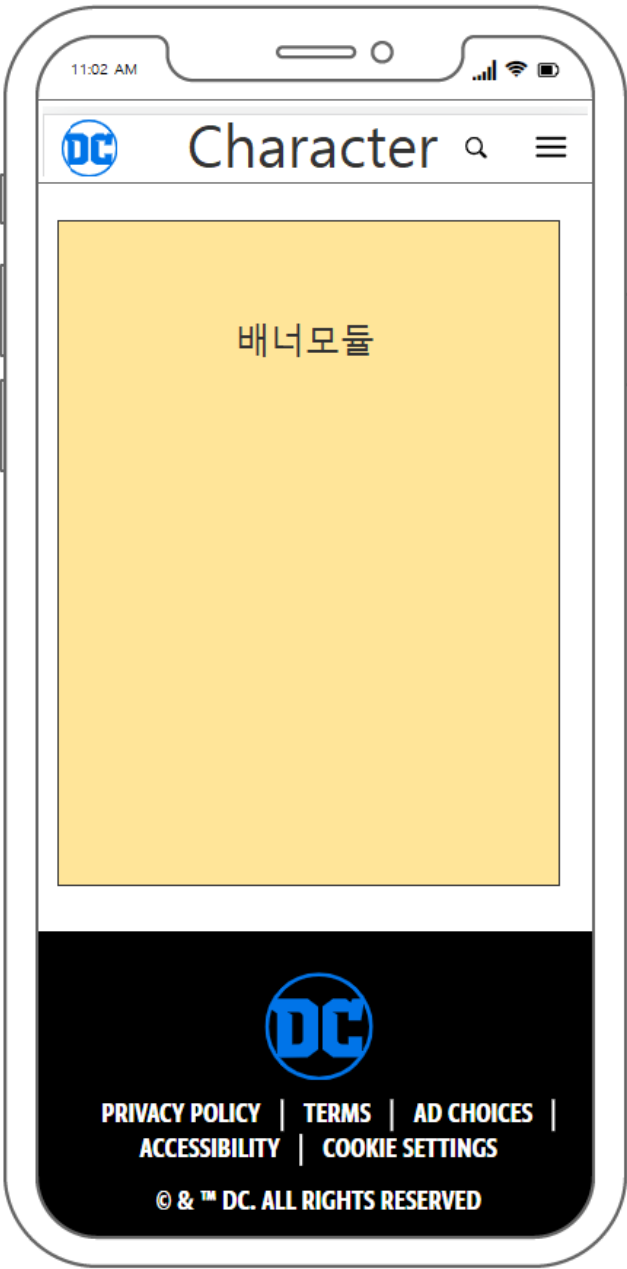 11:02 AM
DC Character
배너모듈
DC
PRIVACY POLICY | TERMS | AD CHOICES |
ACCESSIBILITY | COOKIE SETTINGS
© & ™ DC. ALL RIGHTS RESERVED